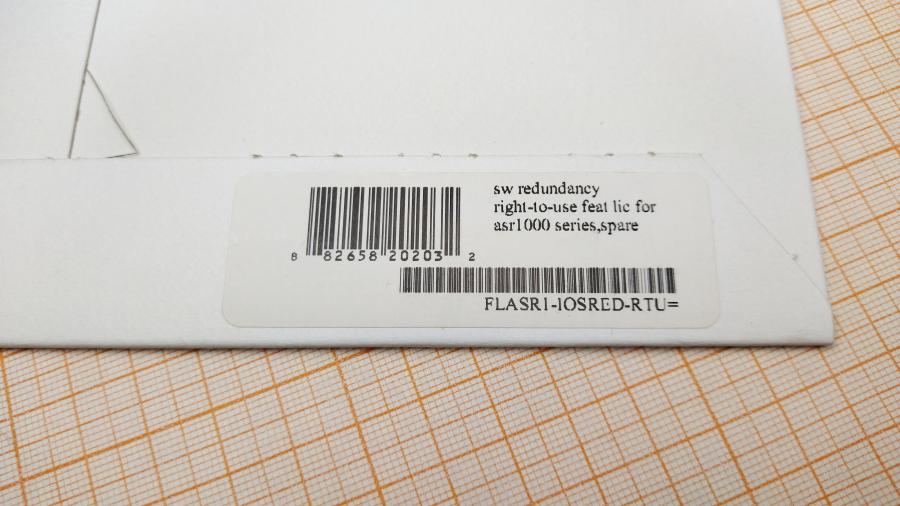 sw redundancy
right-to-use feat lic for
asr1000 series,spare
8 82658 20203 2
FLASR1-IOSRED-RTU=